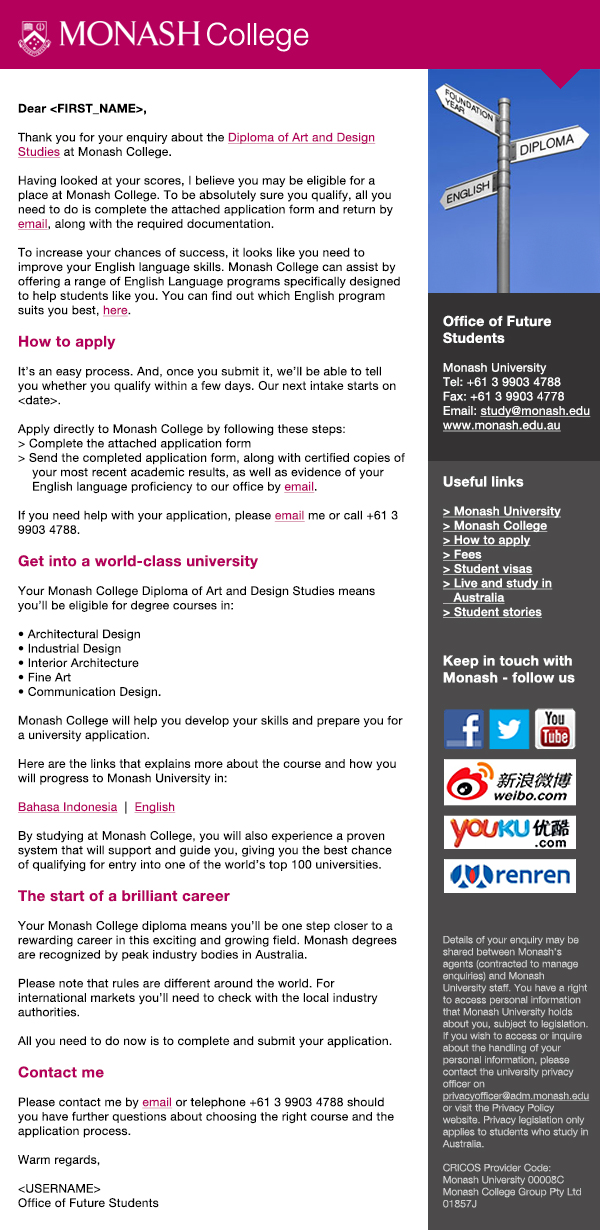 MONASH College
Dear <FIRST_NAME>,
Thank you for your enquiry about the Diploma of Art and Design
Studies at Monash College.
Having looked at your scores, I believe you may be eligible for a
place at Monash College. To be absolutely sure you qualify, all you
need to do is complete the attached application form and return by
email, along with the required documentation.
To increase your chances of success, it looks like you need to
improve your English language skills. Monash College can assist by
offering a range of English Language programs specifically designed
to help students like you. You can find out which English program
suits you best, here.
How to apply
It's an easy process. And, once you submit it, we'll be able to tell
you whether you qualify within a few days. Our next intake starts on
<date>.
Apply directly to Monash College by following these steps:
> Complete the attached application form
> Send the completed application form, along with certified copies of
your most recent academic results, as well as evidence of your
English language proficiency to our office by email.
If you need help with your application, please email me or call +61 3
9903 4788.
Get into a world-class university
Your Monash College Diploma of Art and Design Studies means
you'll be eligible for degree courses in:
• Architectural Design
• Industrial Design
• Interior Architecture
• Fine Art
• Communication Design.
Monash College will help you develop your skills and prepare you for
a university application.
Here are the links that explains more about the course and how you
will progress to Monash University in:
Bahasa Indonesia | English
By studying at Monash College, you will also experience a proven
system that will support and guide you, giving you the best chance
of qualifying for entry into one of the world's top 100 universities.
The start of a brilliant career
Your Monash College diploma means you'll be one step closer to a
rewarding career in this exciting and growing field. Monash degrees
are recognized by peak industry bodies in Australia.
Please note that rules are different around the world. For
international markets you'll need to check with the local industry
authorities.
All you need to do now is to complete and submit your application.
Contact me
Please contact me by email or telephone +61 3 9903 4788 should
you have further questions about choosing the right course and the
application process.
Warm regards,
<USERNAME>
Office of Future Students
FOUNDATION
YEAR
DIPLOMA
ENGLISH
Office of Future
Students
Monash University
Tel: +61 3 9903 4788
Fax: +61 3 9903 4778
Email: study@monash.edu
www.monash.edu.au
Useful links
> Monash University
> Monash College
> How to apply
> Fees
> Student visas
> Live and study in
Australia
> Student stories
Keep in touch with
Monash - follow us
f
You
Tube
新浪微博
weibo.com
YOUKU 优酷
.com
renren
Details of your enquiry may be
shared between Monash's
agents (contracted to manage
enquiries) and Monash
University staff. You have a right
to access personal information
that Monash University holds
about you, subject to legislation.
If you wish to access or inquire
about the handling of your
personal information, please
contact the university privacy
officer on
privacyofficer@adm.monash.edu
or visit the Privacy Policy
website. Privacy legislation only
applies to students who study in
Australia.
CRICOS Provider Code:
Monash University 00008C
Monash College Group Pty Ltd
01857J